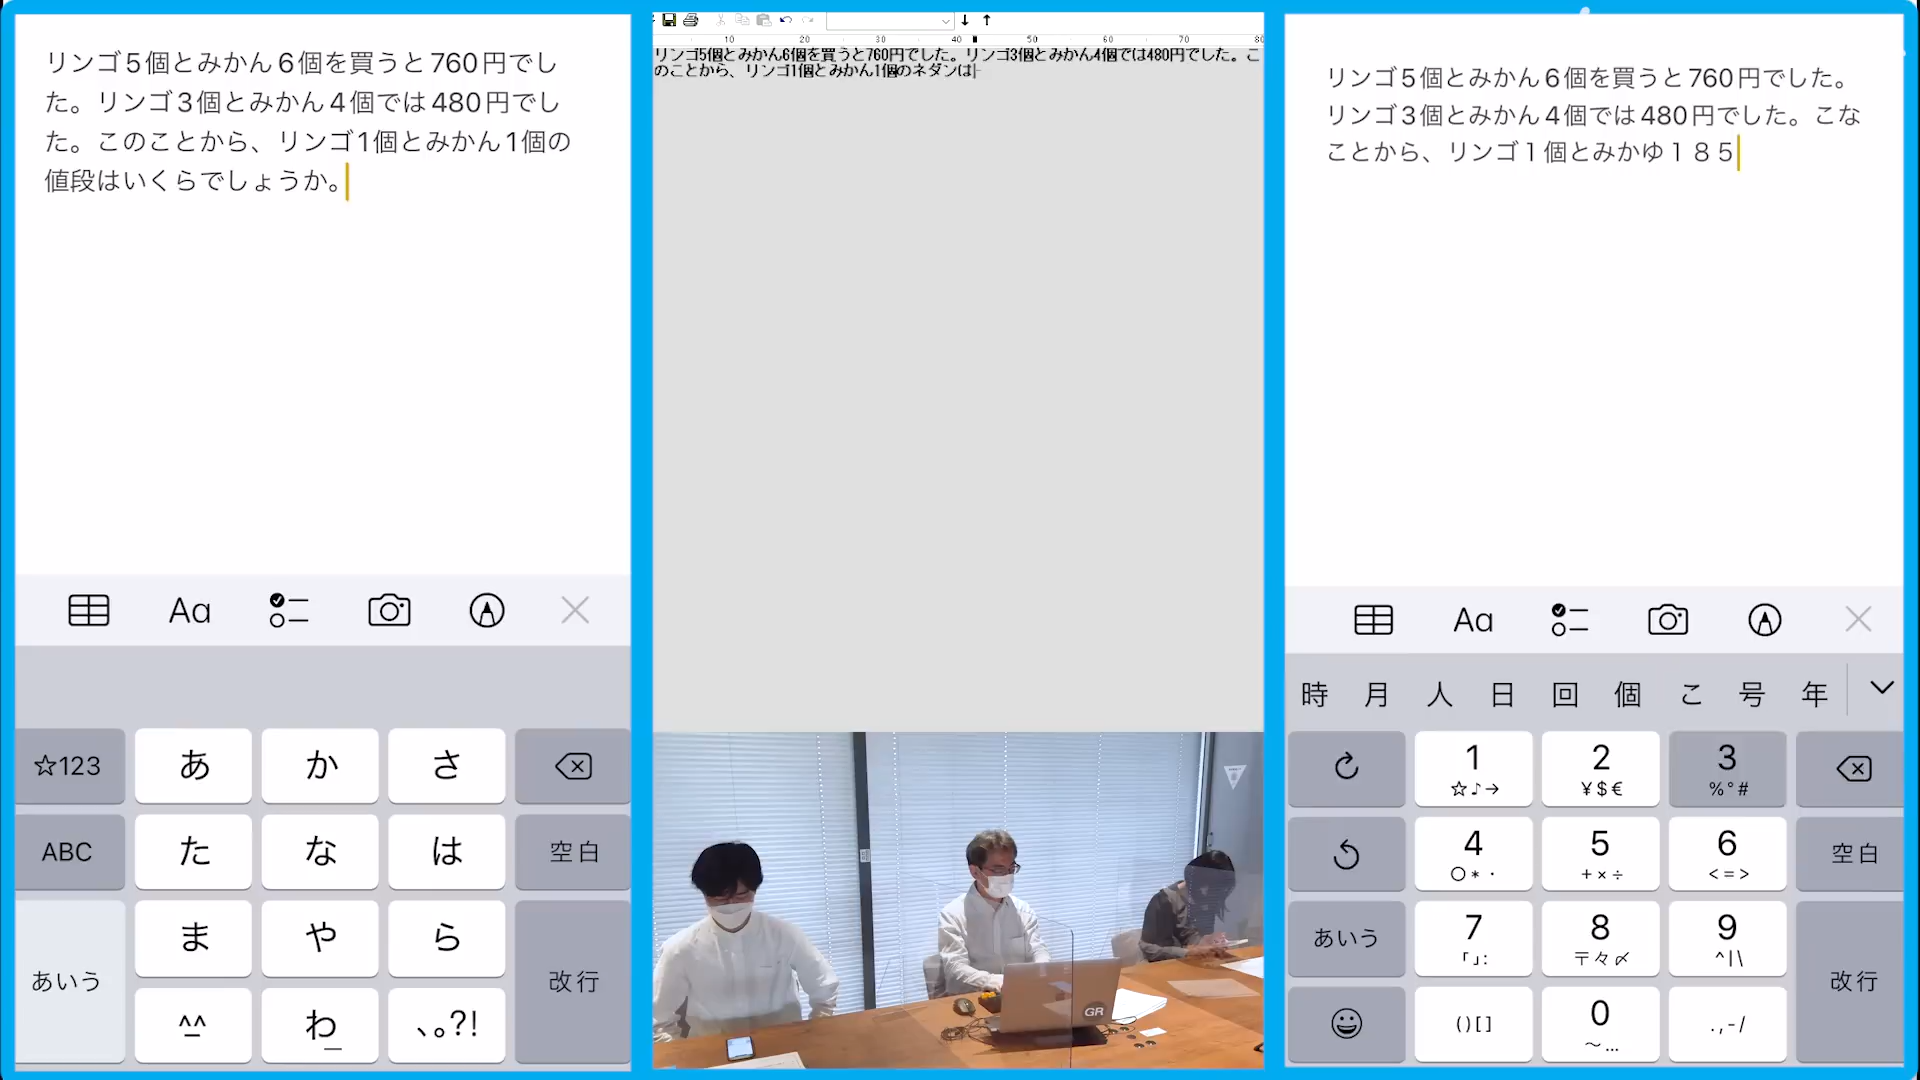 リンゴ5個とみかん6個を買うと760円でし
た。リンゴ3個とみかん4個では480円でし
た。このことから、リンゴ1個とみかん1個の
値段はいくらでしょうか。
Aa
☆123
あ
か
さ
ABC
た
な
は
空白
あいう
ま
や
ら
改行
^^
わ_
、。?!
10 20 30 40 50 60 70 80
リンゴ5個とみかん6個を買うと760円でした。リンゴ3個とみかん4個では480円でした。こ
のことから、リンゴ1個とみかん1個のネダンは
GR
リンゴ5個とみかん6個を買うと760円でした。
リンゴ3個とみかん4個では480円でした。こな
ことから、リンゴ1個とみかゆ185
Aa
時 月 人 日 回 個 こ 号 年
1
☆♪→
2
¥$€
3
%°#
4
○*・
5
+×÷
6
<=>
空白
あいう
7
「」:
8
〒々〆
9
^|\
改行
()[]
0
~…
.,-/